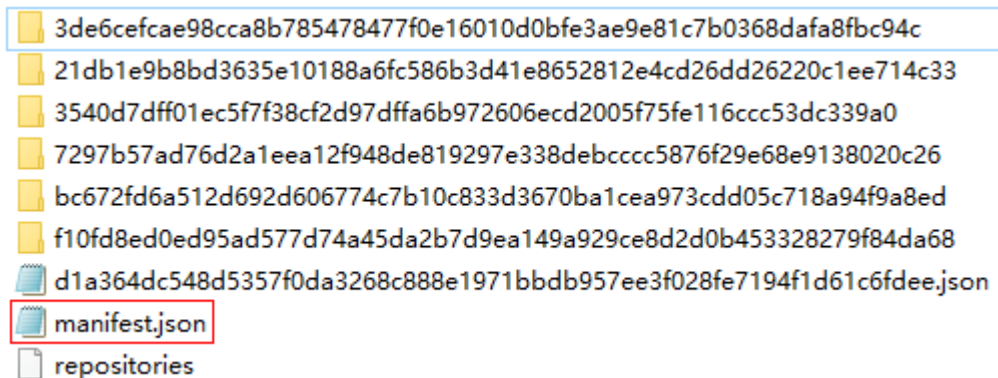 3de6cefcae98cca8b785478477f0e16010d0bfe3ae9e81c7b0368dafa8fbc94c
21db1e9b8bd3635e10188a6fc586b3d41e8652812e4cd26dd26220c1ee714c33
3540d7dff01ec5f7f38cf2d97dffa6b972606ecd2005f75fe116ccc53dc339a0
7297b57ad76d2a1eea12f948de819297e338debcccc5876f29e68e9138020c26
bc672fd6a512d692d606774c7b10c833d3670ba1cea973cdd05c718a94f9a8ed
f10fd8ed0ed95ad577d74a45da2b7d9ea149a929ce8d2d0b453328279f84da68
d1a364dc548d5357f0da3268c888e1971bbdb957ee3f028fe7194f1d61c6fdee.json
manifest.json
repositories